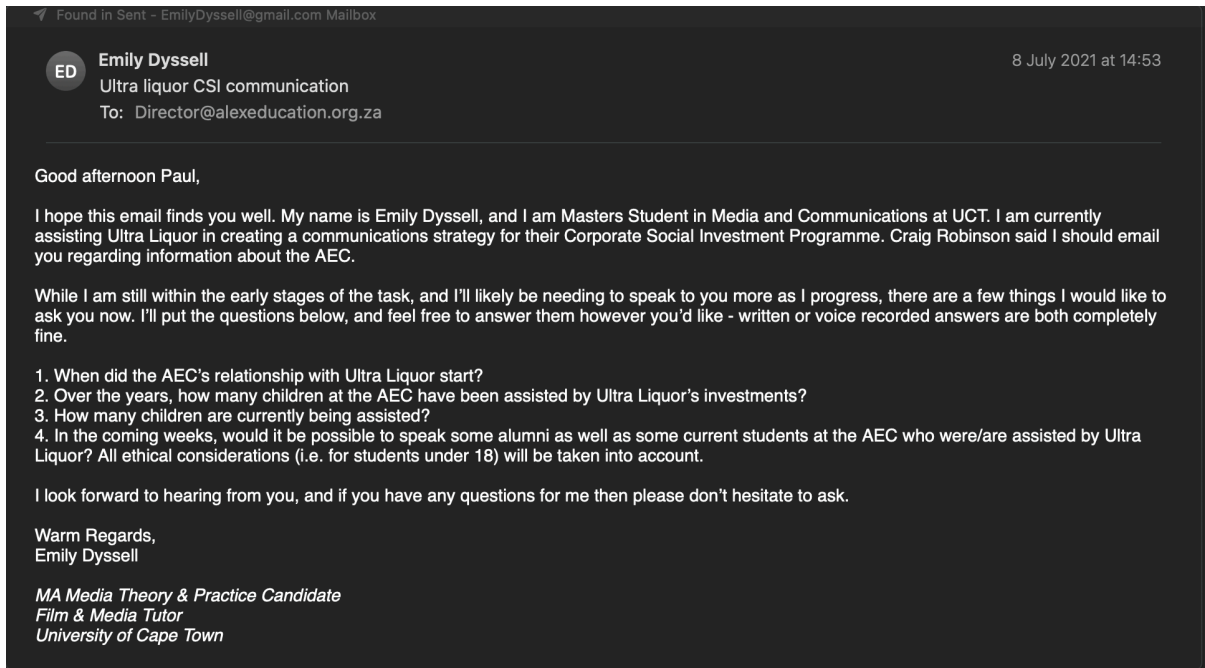 Found in Sent - EmilyDyssell@gmail.com Mailbox
ED
Emily Dyssell
8 July 2021 at 14:53
Ultra liquor CSI communication
To: Director@alexeducation.org.za
Good afternoon Paul,
I hope this email finds you well. My name is Emily Dyssell, and I am Masters Student in Media and Communications at UCT. I am currently
assisting Ultra Liquor in creating a communications strategy for their Corporate Social Investment Programme. Craig Robinson said I should email
you regarding information about the AEC.
While I am still within the early stages of the task, and I’ll likely be needing to speak to you more as I progress, there are a few things I would like to
ask you now. I’ll put the questions below, and feel free to answer them however you’d like - written or voice recorded answers are both completely
fine.
1. When did the AEC’s relationship with Ultra Liquor start?
2. Over the years, how many children at the AEC have been assisted by Ultra Liquor’s investments?
3. How many children are currently being assisted?
4. In the coming weeks, would it be possible to speak some alumni as well as some current students at the AEC who were/are assisted by Ultra
Liquor? All ethical considerations (i.e. for students under 18) will be taken into account.
I look forward to hearing from you, and if you have any questions for me then please don’t hesitate to ask.
Warm Regards,
Emily Dyssell
MA Media Theory & Practice Candidate
Film & Media Tutor
University of Cape Town